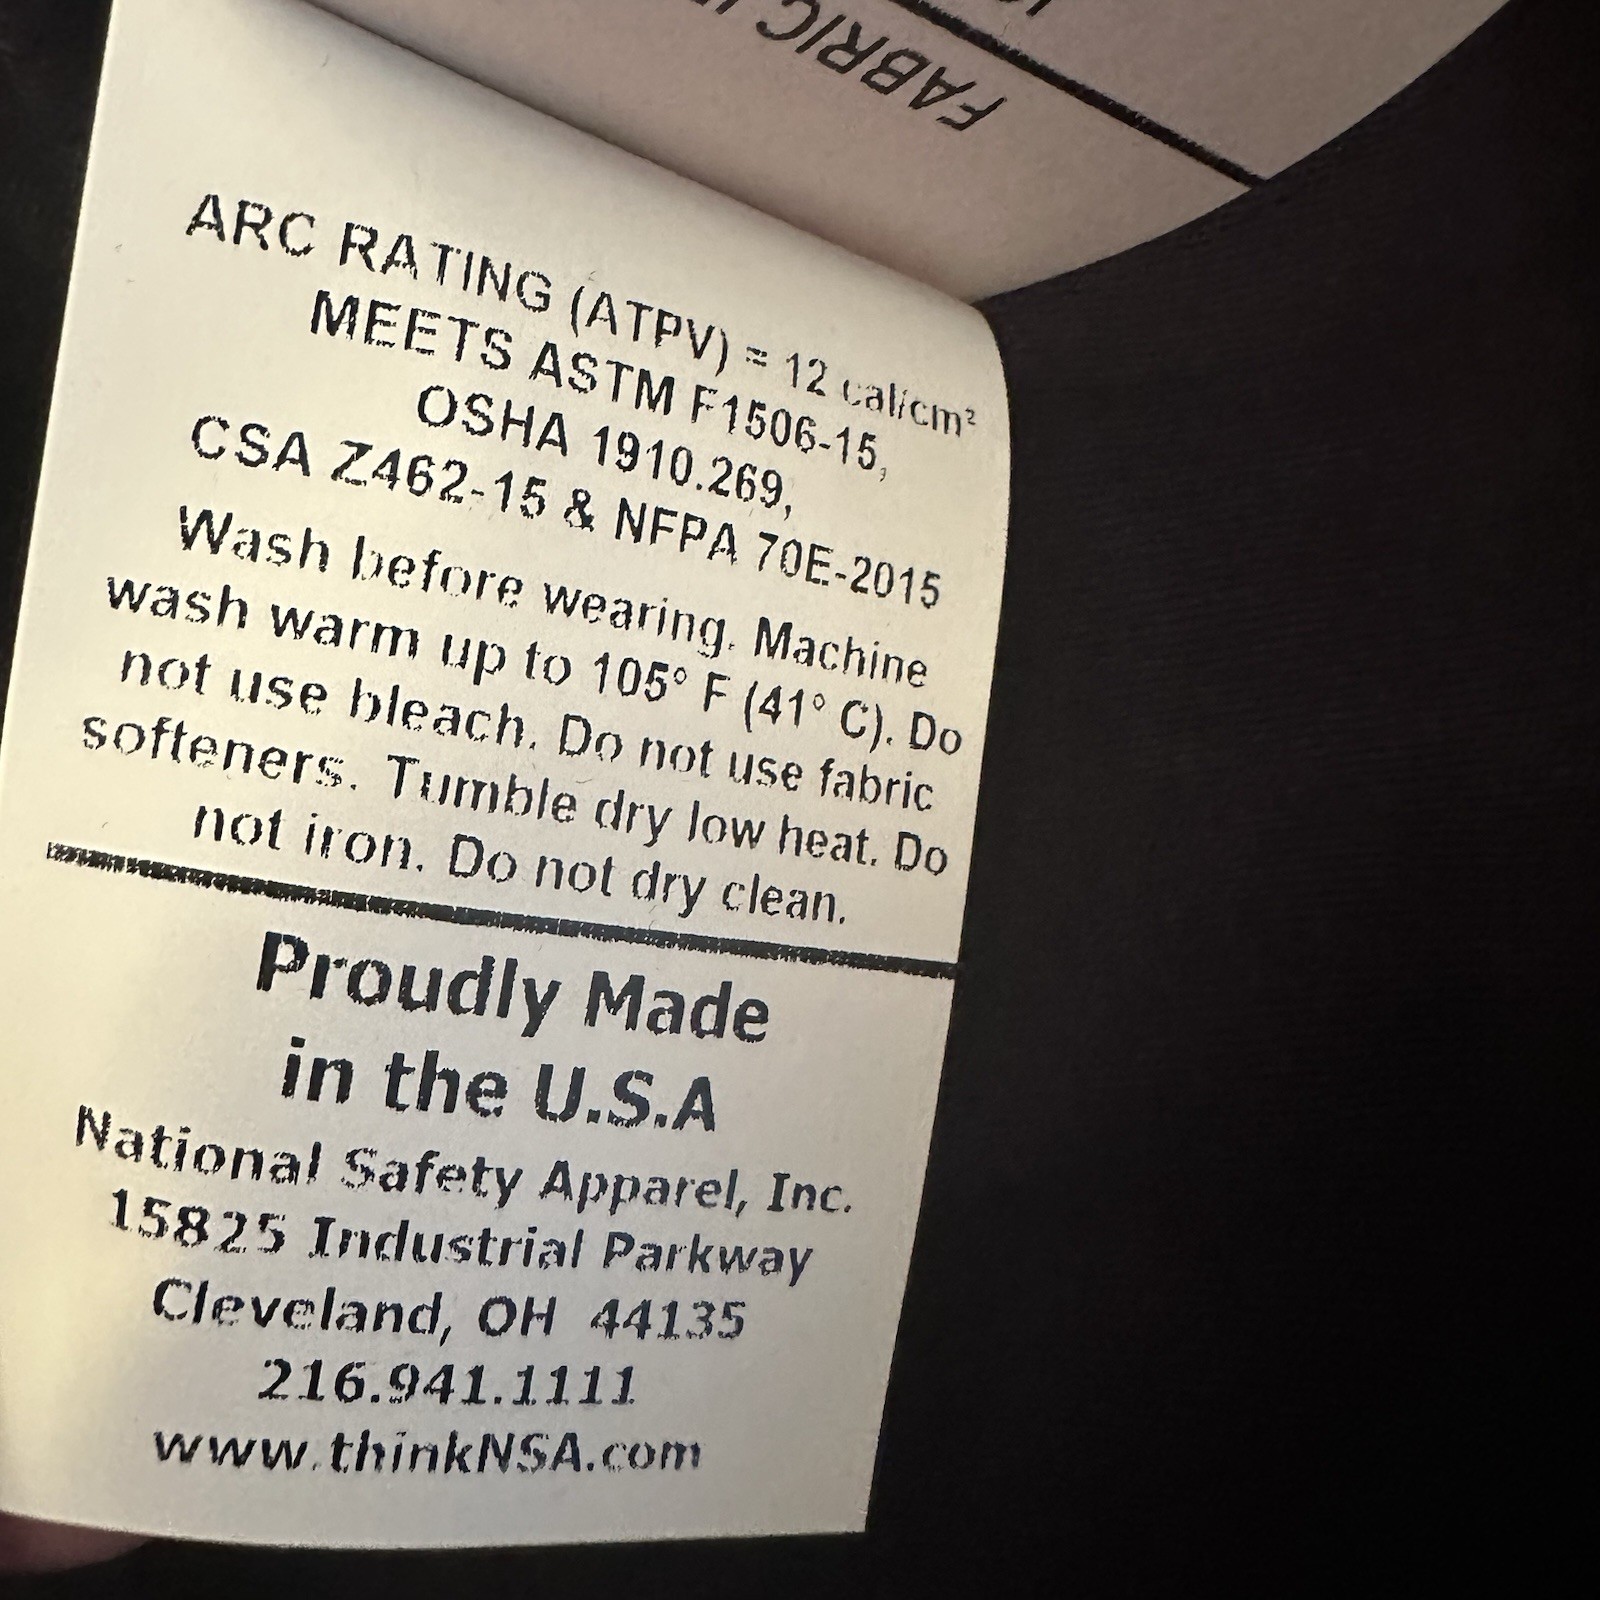 FABRIC
ARC RATING (ATPV) = 12 cal/cm²
MEETS ASTM F1506-15,
OSHA 1910.269,
CSA Z462-15 & NFPA 70E-2015
Wash before wearing. Machine
wash warm up to 105° F (41° C). Do
not use bleach. Do not use fabric
softeners. Tumble dry low heat. Do
not iron. Do not dry clean.
Proudly Made
in the U.S.A
National Safety Apparel, Inc.
15825 Industrial Parkway
Cleveland, OH 44135
216.941.1111
www.thinkNSA.com